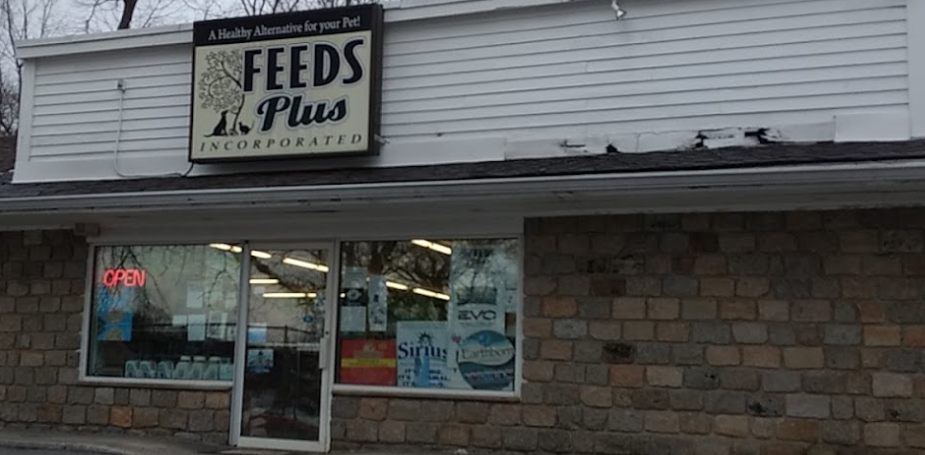 A Healthy Alternative for your Pet!
FEEDS
Plus
INCORPORATED
OPEN
EVO
Sirius
Earthborn